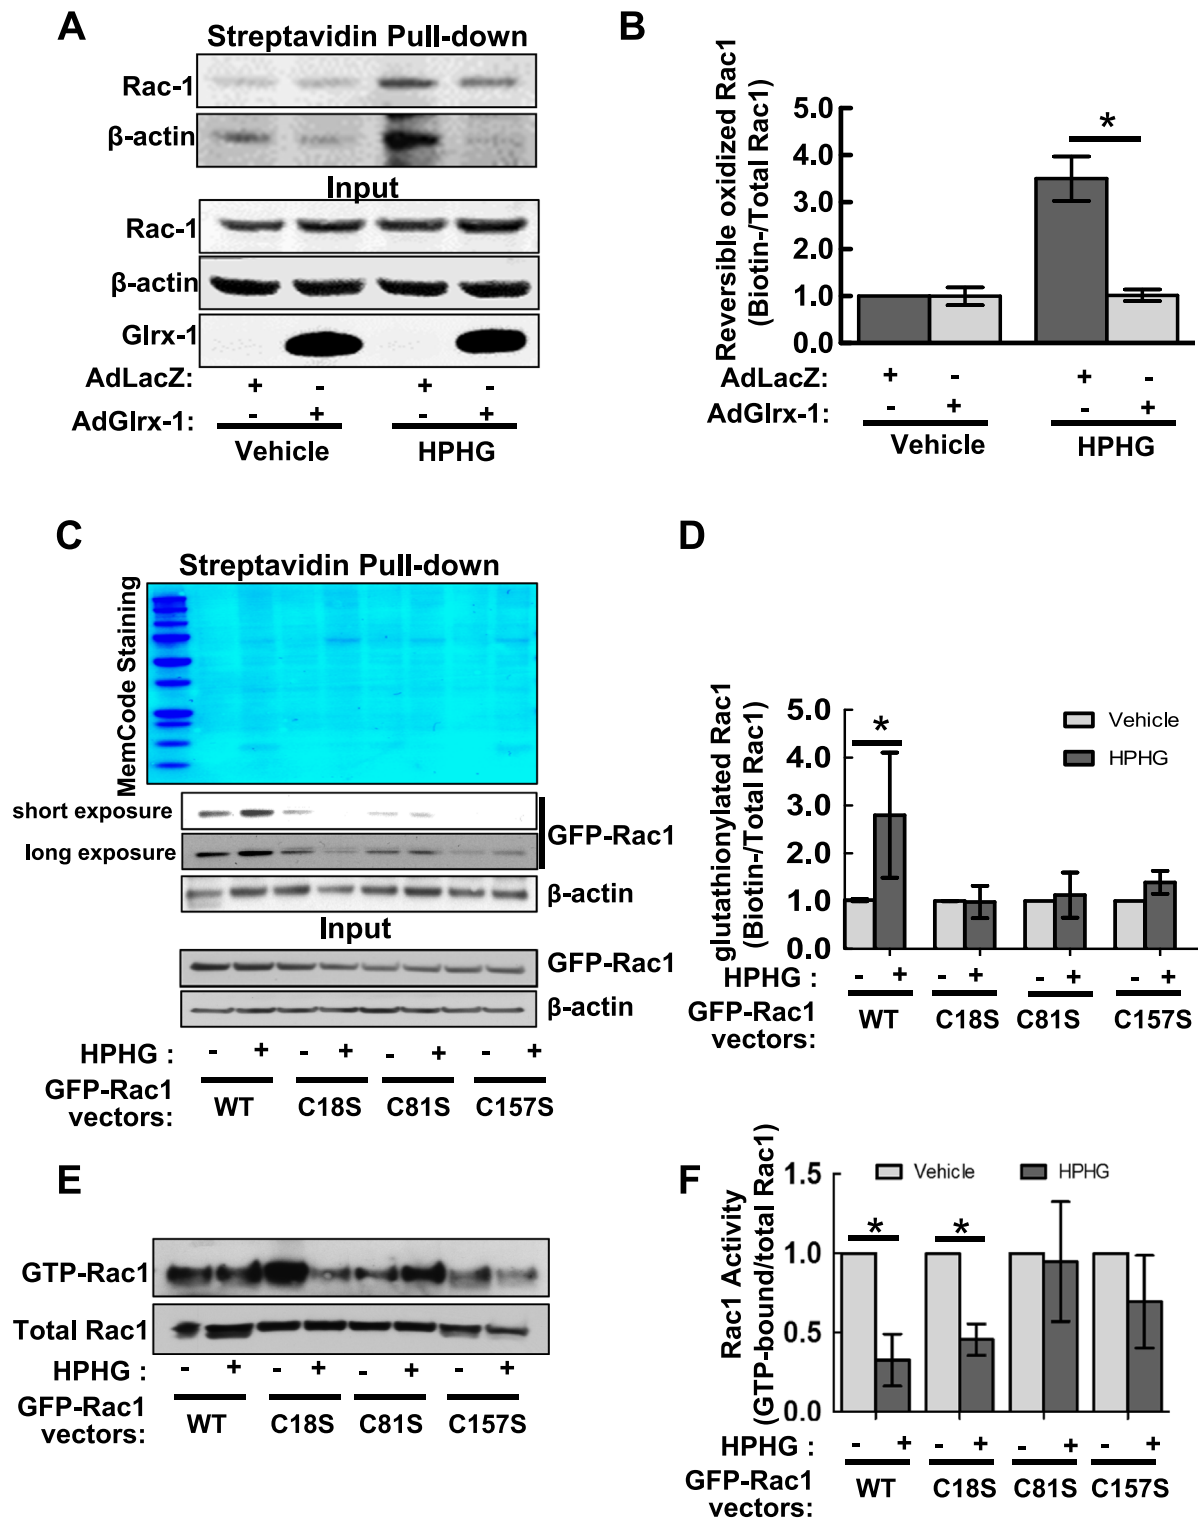 A
Streptavidin Pull-down
Rac-1
β-actin
Input
Rac-1
β-actin
Glrx-1
AdLacZ: + - + -
AdGlrx-1: - + - +
Vehicle HPHG
B
Reversible oxidized Rac1
(Biotin-/Total Rac1)
5.0
4.0
3.0
2.0
1.0
0.0
*
AdLacZ: + - + -
AdGlrx-1: - + - +
Vehicle HPHG
C
Streptavidin Pull-down
MemCode Staining
short exposure
long exposure
GFP-Rac1
β-actin
Input
GFP-Rac1
β-actin
HPHG : - + - + - + - +
GFP-Rac1
vectors:
WT C18S C81S C157S
D
glutathionylated Rac1
(Biotin-/Total Rac1)
5.0
4.0
3.0
2.0
1.0
0.0
*
Vehicle
HPHG
HPHG : - + - + - + - +
GFP-Rac1
vectors:
WT C18S C81S C157S
E
GTP-Rac1
Total Rac1
HPHG : - + - + - + - +
GFP-Rac1
vectors:
WT C18S C81S C157S
F
Rac1 Activity
(GTP-bound/total Rac1)
1.5
1.0
0.5
0.0
Vehicle HPHG
* *
HPHG : - + - + - + - +
GFP-Rac1
vectors:
WT C18S C81S C157S